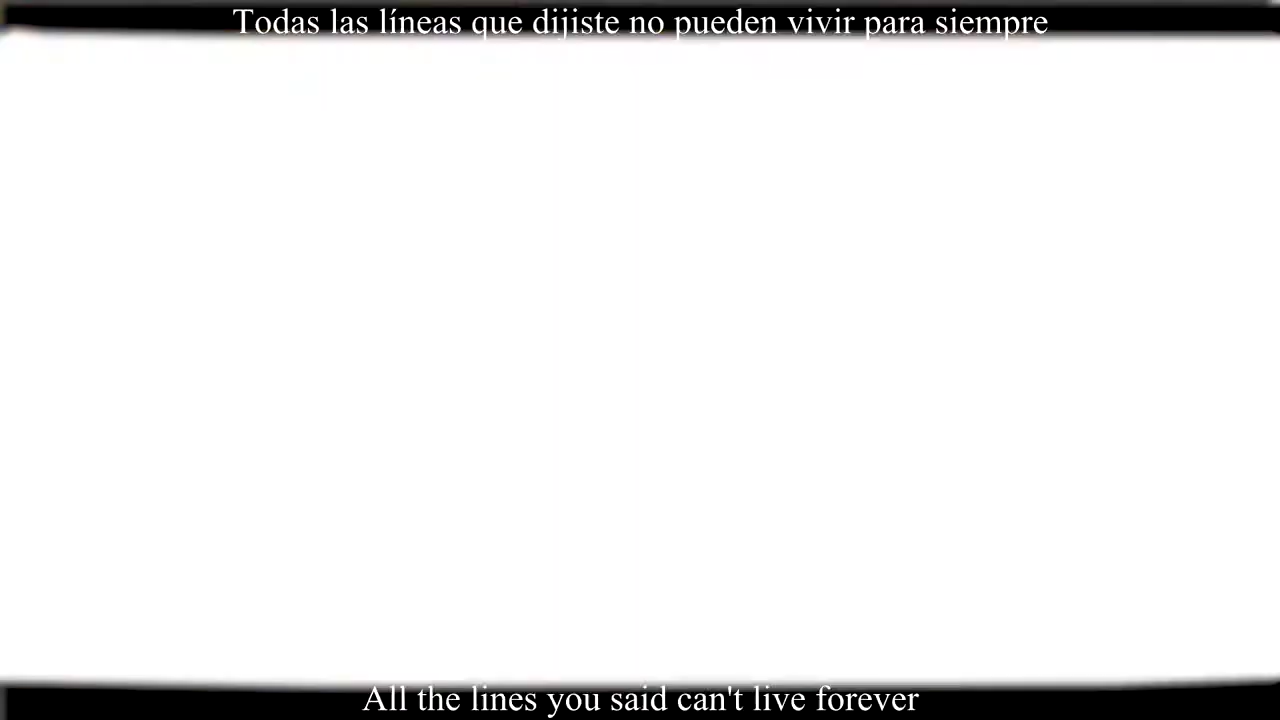 Todas las líneas que dijiste no pueden vivir para siempre
All the lines you said can't live forever